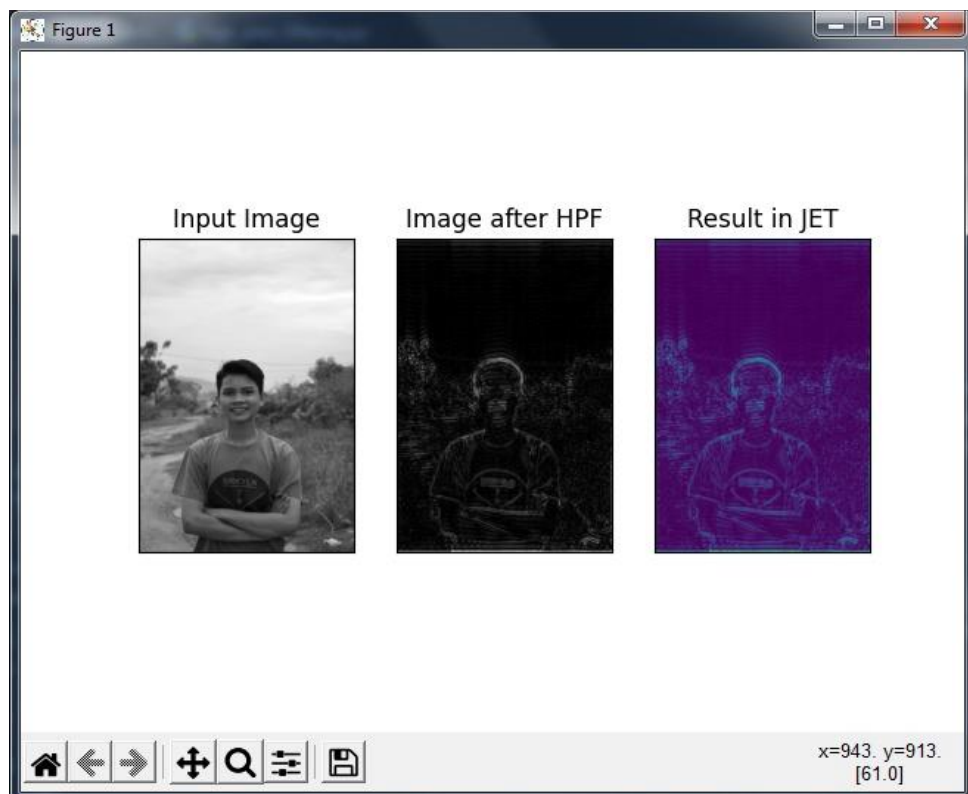 Figure 1
Input Image
Image after HPF
Result in JET
x=943. y=913.
[61.0]